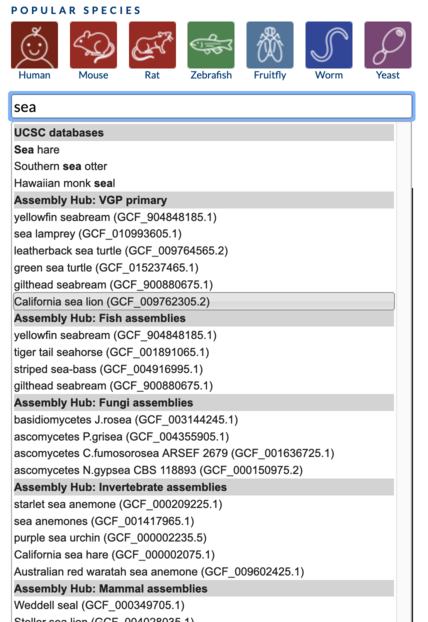 POPULAR SPECIES
Human Mouse Rat Zebrafish Fruitfly Worm Yeast
sea
UCSC databases
Sea hare
Southern sea otter
Hawaiian monk seal
Assembly Hub: VGP primary
yellowfin seabream (GCF_904848185.1)
sea lamprey (GCF_010993605.1)
leatherback sea turtle (GCF_009764565.2)
green sea turtle (GCF_015237465.1)
gilthead seabream (GCF_900880675.1)
California sea lion (GCF_009762305.2)
Assembly Hub: Fish assemblies
yellowfin seabream (GCF_904848185.1)
tiger tail seahorse (GCF_001891065.1)
striped sea-bass (GCF_004916995.1)
gilthead seabream (GCF_900880675.1)
Assembly Hub: Fungi assemblies
basidiomycetes J.rosea (GCF_003144245.1)
ascomycetes P.grisea (GCF_004355905.1)
ascomycetes C.fumosorosea ARSEF 2679 (GCF_001636725.1)
ascomycetes N.gypsea CBS 118893 (GCF_000150975.2)
Assembly Hub: Invertebrate assemblies
starlet sea anemone (GCF_000209225.1)
sea anemones (GCF_001417965.1)
purple sea urchin (GCF_000002235.5)
California sea hare (GCF_000002075.1)
Australian red waratah sea anemone (GCF_009602425.1)
Assembly Hub: Mammal assemblies
Weddell seal (GCF_000349705.1)
Steller sea lion (GCF_004028035.1)